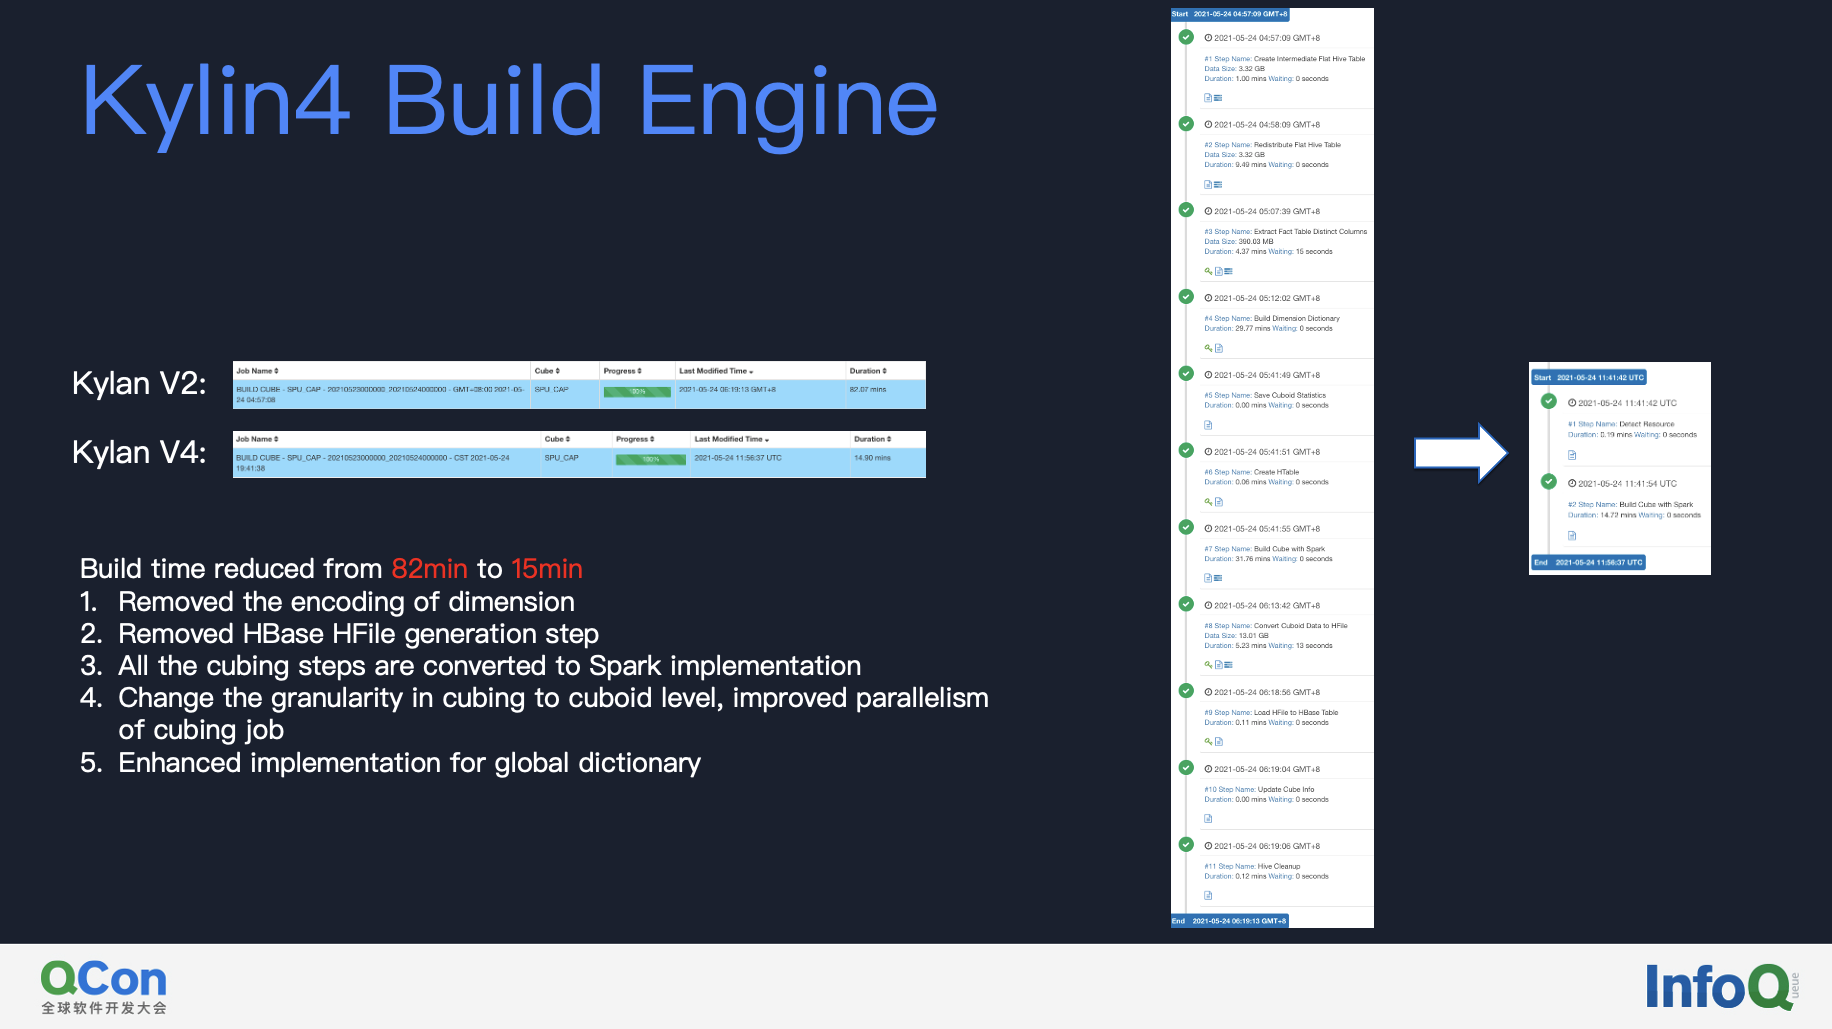 Kylin4 Build Engine
Kylan V2:
Job Name Cube Progress Last Modified Time Duration
BUILD CUBE - SPU_CAP - 20210523000000_20210524000000 - GMT+08:00 2021-05-
24 04:57:08
SPU_CAP
2021-05-24 06:19:13 GMT+8
82.07 mins
Kylan V4:
Job Name Cube Progress Last Modified Time Duration
BUILD CUBE - SPU_CAP - 20210523000000_20210524000000 - CST 2021-05-24
19:41:38
SPU_CAP
100%
2021-05-24 11:56:37 UTC
14.90 mins
Build time reduced from 82min to 15min
1. Removed the encoding of dimension
2. Removed HBase HFile generation step
3. All the cubing steps are converted to Spark implementation
4. Change the granularity in cubing to cuboid level, improved parallelism
of cubing job
5. Enhanced implementation for global dictionary
Start 2021-05-24 04:57:09 GMT+8
2021-05-24 04:57:09 GMT+8
#1 Step Name: Create Intermediate Flat Hive Table
Data Size: 3.32 GB
Duration: 1.00 mins Waiting: 0 seconds
2021-05-24 04:58:09 GMT+8
#2 Step Name: Redistribute Flat Hive Table
Data Size: 3.32 GB
Duration: 9.49 mins Waiting: 0 seconds
2021-05-24 05:07:39 GMT+8
#3 Step Name: Extract Fact Table Distinct Columns
Data Size: 390.03 MB
Duration: 4.37 mins Waiting: 15 seconds
2021-05-24 05:12:02 GMT+8
#4 Step Name: Build Dimension Dictionary
Duration: 29.77 mins Waiting: 0 seconds
2021-05-24 05:41:49 GMT+8
#5 Step Name: Save Cuboid Statistics
Duration: 0.00 mins Waiting: 0 seconds
2021-05-24 05:41:51 GMT+8
#6 Step Name: Create HTable
Duration: 0.06 mins Waiting: 0 seconds
2021-05-24 05:41:55 GMT+8
#7 Step Name: Build Cube with Spark
Duration: 31.76 mins Waiting: 0 seconds
2021-05-24 06:13:42 GMT+8
#8 Step Name: Convert Cuboid Data to HFile
Data Size: 13.01 GB
Duration: 5.23 mins Waiting: 13 seconds
2021-05-24 06:18:56 GMT+8
#9 Step Name: Load HFile to HBase Table
Duration: 0.11 mins Waiting: 0 seconds
2021-05-24 06:19:04 GMT+8
#10 Step Name: Update Cube Info
Duration: 0.00 mins Waiting: 0 seconds
2021-05-24 06:19:06 GMT+8
#11 Step Name: Hive Cleanup
Duration: 0.12 mins Waiting: 0 seconds
End 2021-05-24 06:19:13 GMT+8
Start 2021-05-24 11:41:42 UTC
2021-05-24 11:41:42 UTC
#1 Step Name: Detect Resource
Duration: 0.19 mins Waiting: 0 seconds
2021-05-24 11:41:54 UTC
#2 Step Name: Build Cube with Spark
Duration: 14.72 mins Waiting: 0 seconds
End 2021-05-24 11:56:37 UTC
QCon
全球软件开发大会
InfoQ
ueue